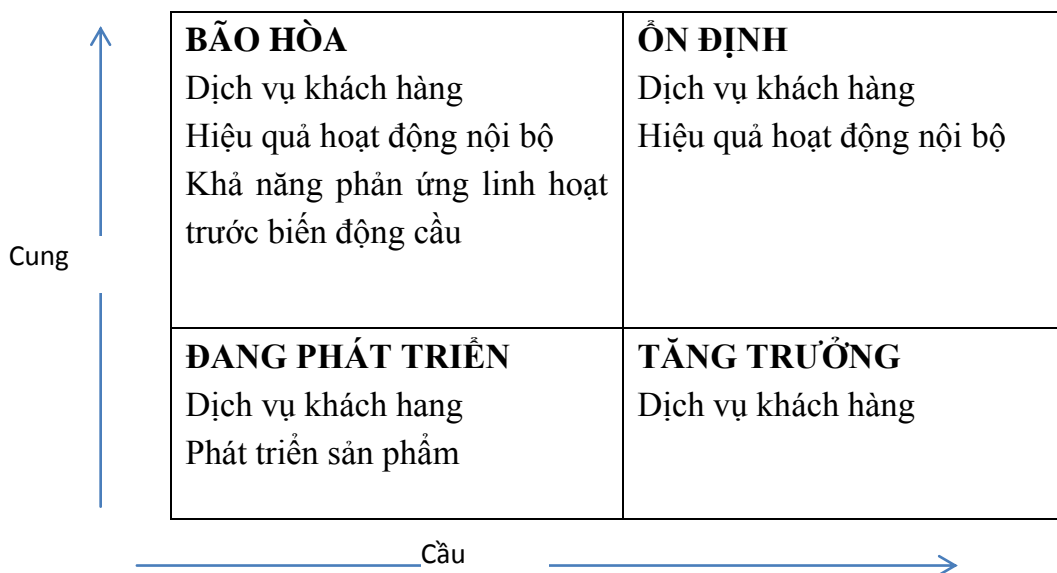 BÃO HÒA
Dịch vụ khách hàng
Hiệu quả hoạt động nội bộ
Khả năng phản ứng linh hoạt
trước biến động cầu
ỔN ĐỊNH
Dịch vụ khách hàng
Hiệu quả hoạt động nội bộ
Cung
ĐANG PHÁT TRIỂN
Dịch vụ khách hang
Phát triển sản phẩm
TĂNG TRƯỞNG
Dịch vụ khách hàng
Cầu